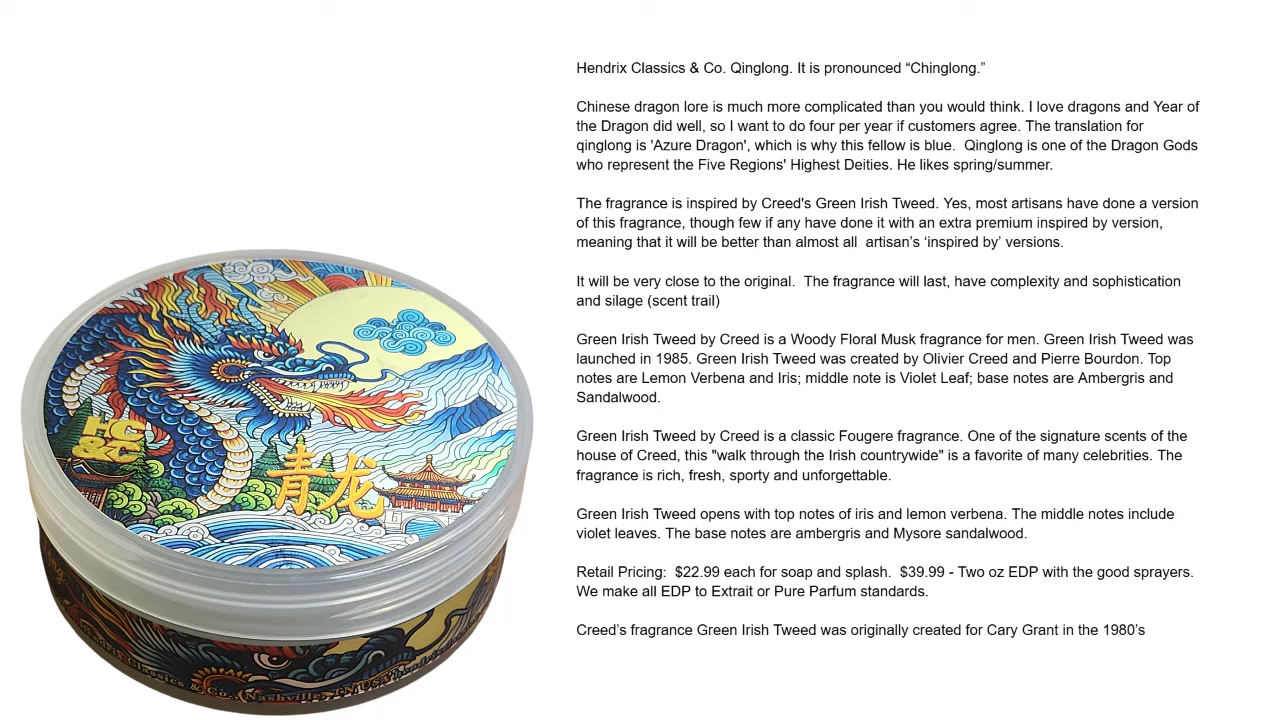 Hendrix Classics & Co. Qinglong. It is pronounced “Chinglong.”
Chinese dragon lore is much more complicated than you would think. I love dragons and Year of
the Dragon did well, so I want to do four per year if customers agree. The translation for
qinglong is 'Azure Dragon', which is why this fellow is blue.  Qinglong is one of the Dragon Gods
who represent the Five Regions' Highest Deities. He likes spring/summer.
The fragrance is inspired by Creed's Green Irish Tweed. Yes, most artisans have done a version
of this fragrance, though few if any have done it with an extra premium inspired by version,
meaning that it will be better than almost all  artisan’s ‘inspired by’ versions.
It will be very close to the original.  The fragrance will last, have complexity and sophistication
and silage (scent trail)
Green Irish Tweed by Creed is a Woody Floral Musk fragrance for men. Green Irish Tweed was
launched in 1985. Green Irish Tweed was created by Olivier Creed and Pierre Bourdon. Top
notes are Lemon Verbena and Iris; middle note is Violet Leaf; base notes are Ambergris and
Sandalwood.
Green Irish Tweed by Creed is a classic Fougere fragrance. One of the signature scents of the
house of Creed, this "walk through the Irish countrywide" is a favorite of many celebrities. The
fragrance is rich, fresh, sporty and unforgettable.
Green Irish Tweed opens with top notes of iris and lemon verbena. The middle notes include
violet leaves. The base notes are ambergris and Mysore sandalwood.
Retail Pricing:  $22.99 each for soap and splash.  $39.99 - Two oz EDP with the good sprayers.
We make all EDP to Extrait or Pure Parfum standards.
Creed’s fragrance Green Irish Tweed was originally created for Cary Grant in the 1980’s
HC
&C
青龙
Classics & Co., Nashville, TN USA